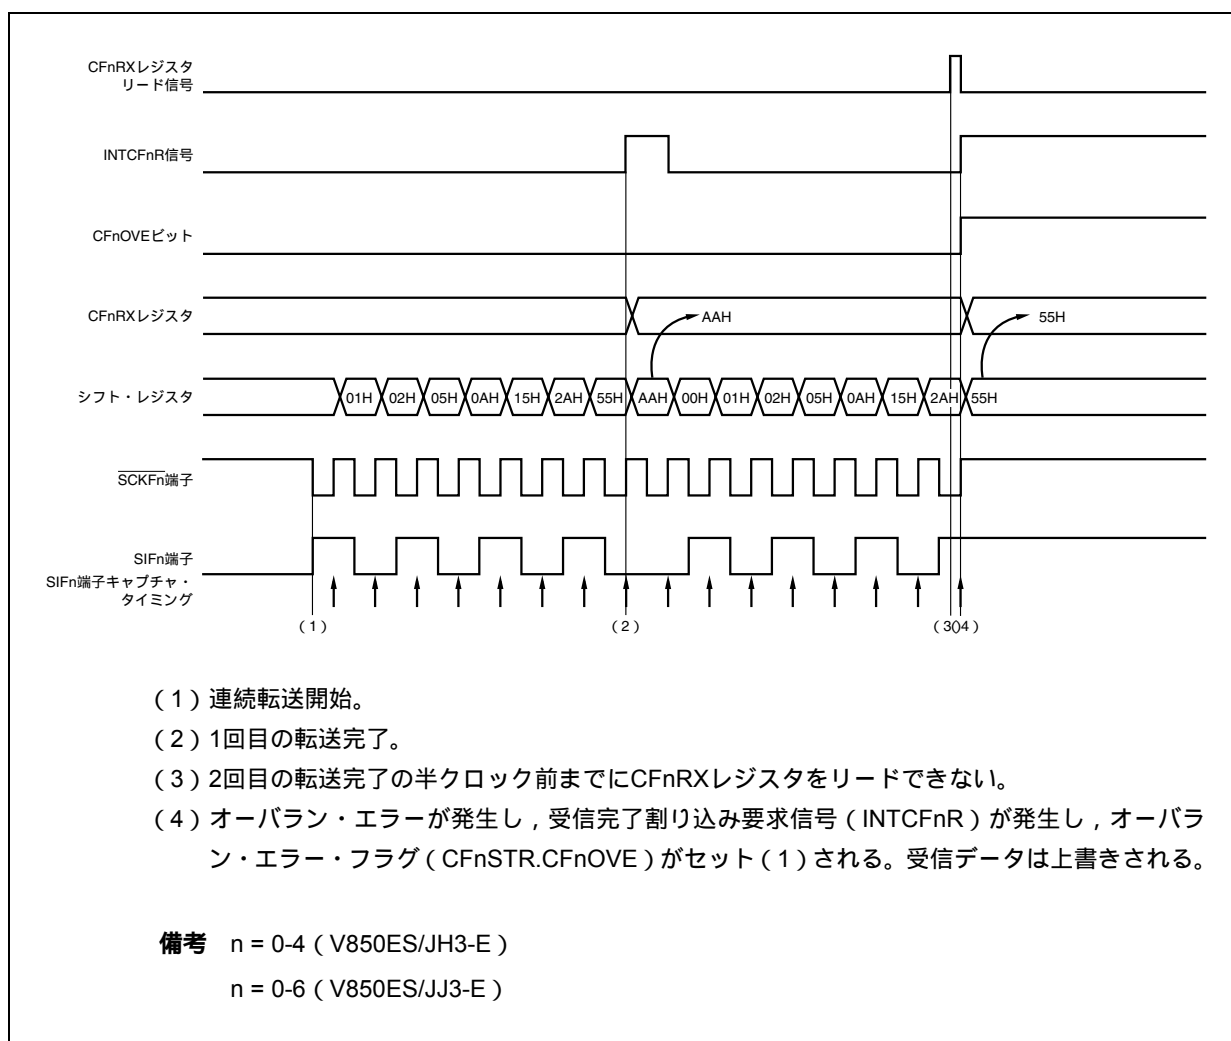 CFnRXレジスタ
リード信号
INTCFnR信号
CFnOVEビット
CFnRXレジスタ
AAH
55H
シフト・レジスタ
01H 02H 05H 0AH 15H 2AH 55H AAH 00H 01H 02H 05H 0AH 15H 2AH 55H
SCKFn端子
SIFn端子
SIFn端子キャプチャ・
タイミング
(1) (2) (3)(4)
(1)連続転送開始。
(2)1回目の転送完了。
(3)2回目の転送完了の半クロック前までにCFnRXレジスタをリードできない。
(4)オーバラン・エラーが発生し,受信完了割り込み要求信号(INTCFnR)が発生し,オーバラ
ン・エラー・フラグ(CFnSTR.CFnOVE)がセット(1)される。受信データは上書きされる。
備考 n = 0-4(V850ES/JH3-E)
n = 0-6(V850ES/JJ3-E)